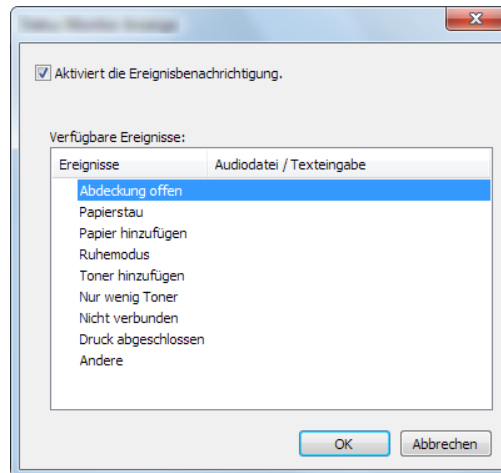 Aktiviert die Ereignisbenachrichtigung.
Verfügbare Ereignisse:
Ereignisse Audiodatei / Texteingabe
Abdeckung offen
Papierstau
Papier hinzufügen
Ruhemodus
Toner hinzufügen
Nur wenig Toner
Nicht verbunden
Druck abgeschlossen
Andere
OK Abbrechen